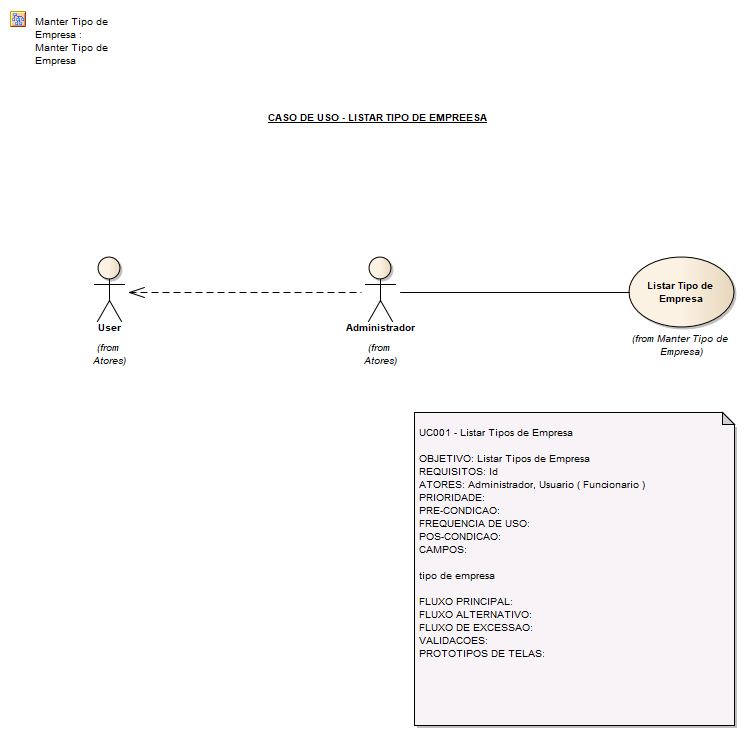 Manter Tipo de
Empresa :
Manter Tipo de
Empresa
CASO DE USO - LISTAR TIPO DE EMPREESA
Listar Tipo de
Empresa
User
Administrador
(from Manter Tipo de
Empresa)
(from
Atores)
(from
Atores)
UC001 - Listar Tipos de Empresa
OBJETIVO: Listar Tipos de Empresa
REQUISITOS: Id
ATORES: Administrador, Usuario ( Funcionario )
PRIORIDADE:
PRE-CONDICAO:
FREQUENCIA DE USO:
POS-CONDICAO:
CAMPOS:
tipo de empresa
FLUXO PRINCIPAL:
FLUXO ALTERNATIVO:
FLUXO DE EXCESSAO:
VALIDACOES:
PROTOTIPOS DE TELAS: